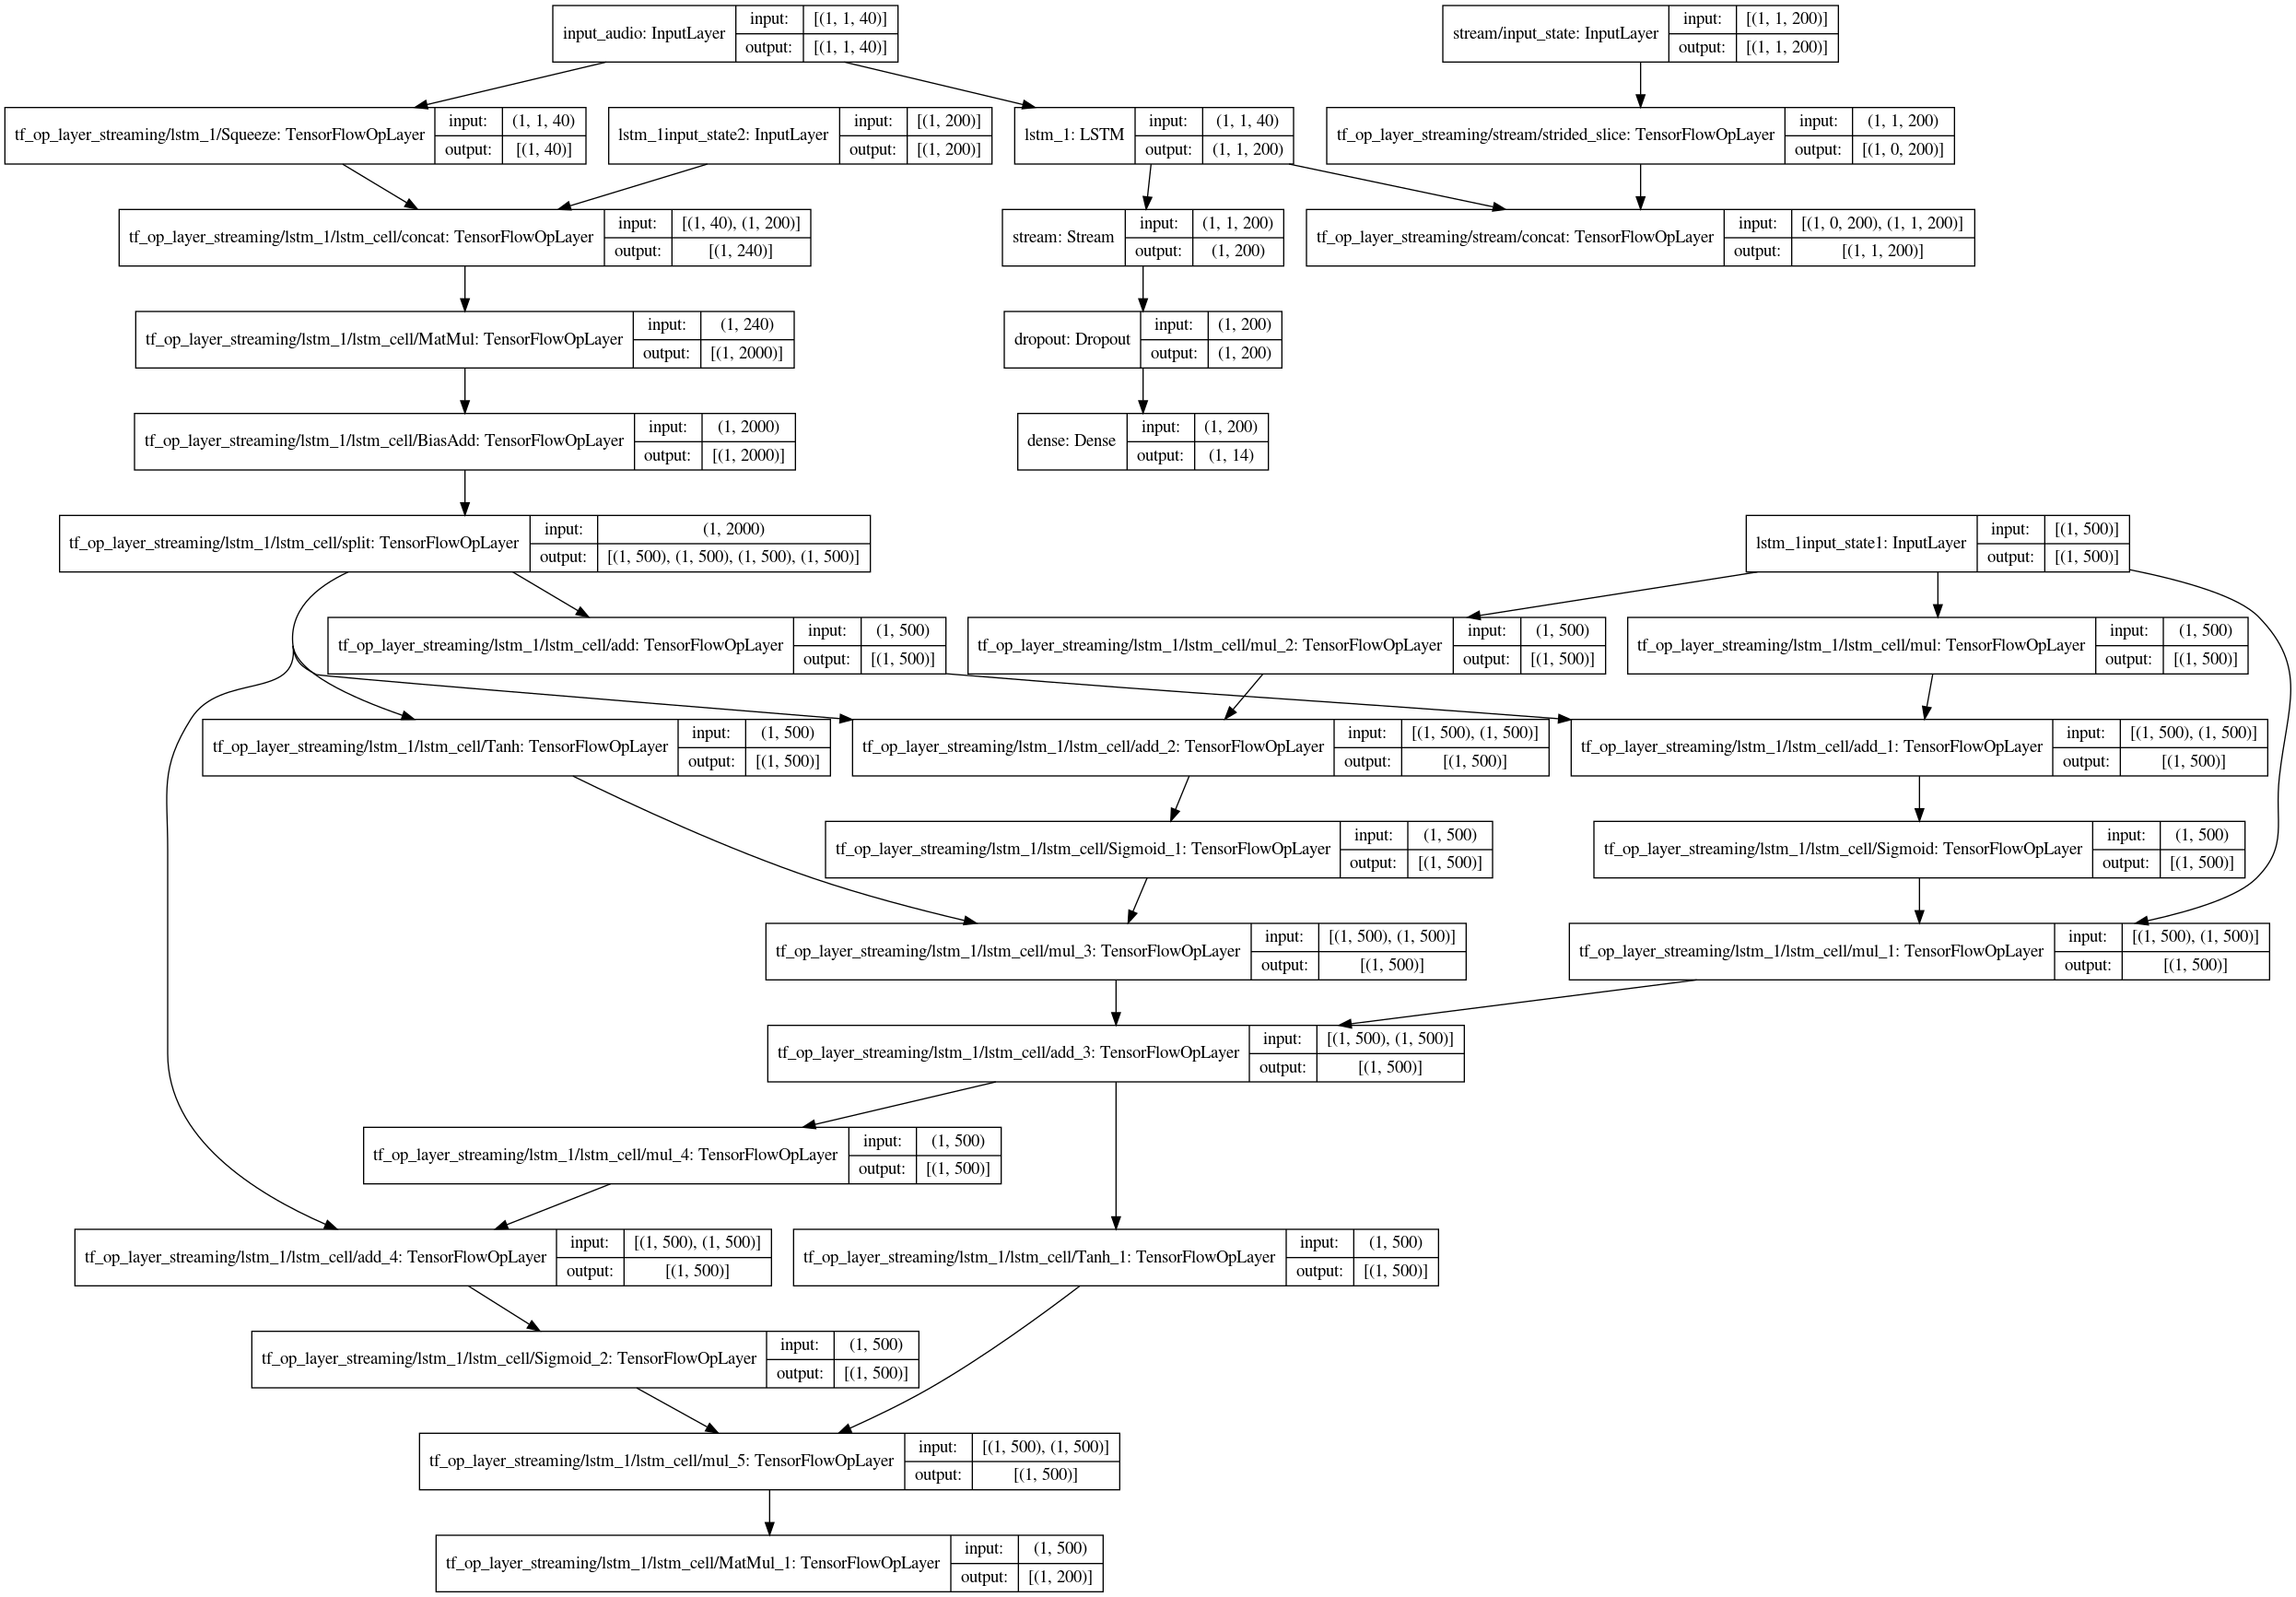 input_audio: InputLayer
input: [(1, 1, 40)]
output: [(1, 1, 40)]
stream/input_state: InputLayer
input: [(1, 1, 200)]
output: [(1, 1, 200)]
tf_op_layer_streaming/lstm_1/Squeeze: TensorFlowOpLayer
input: (1, 1, 40)
output: [(1, 40)]
lstm_1input_state2: InputLayer
input: [(1, 200)]
output: [(1, 200)]
lstm_1: LSTM
input: (1, 1, 40)
output: (1, 1, 200)
tf_op_layer_streaming/stream/strided_slice: TensorFlowOpLayer
input: (1, 1, 200)
output: [(1, 0, 200)]
tf_op_layer_streaming/lstm_1/lstm_cell/concat: TensorFlowOpLayer
input: [(1, 40), (1, 200)]
output: [(1, 240)]
stream: Stream
input: (1, 1, 200)
output: (1, 200)
tf_op_layer_streaming/stream/concat: TensorFlowOpLayer
input: [(1, 0, 200), (1, 1, 200)]
output: [(1, 1, 200)]
tf_op_layer_streaming/lstm_1/lstm_cell/MatMul: TensorFlowOpLayer
input: (1, 240)
output: [(1, 2000)]
dropout: Dropout
input: (1, 200)
output: (1, 200)
tf_op_layer_streaming/lstm_1/lstm_cell/BiasAdd: TensorFlowOpLayer
input: (1, 2000)
output: [(1, 2000)]
dense: Dense
input: (1, 200)
output: (1, 14)
tf_op_layer_streaming/lstm_1/lstm_cell/split: TensorFlowOpLayer
input: (1, 2000)
output: [(1, 500), (1, 500), (1, 500), (1, 500)]
lstm_1input_state1: InputLayer
input: [(1, 500)]
output: [(1, 500)]
tf_op_layer_streaming/lstm_1/lstm_cell/add: TensorFlowOpLayer
input: (1, 500)
output: [(1, 500)]
tf_op_layer_streaming/lstm_1/lstm_cell/mul_2: TensorFlowOpLayer
input: (1, 500)
output: [(1, 500)]
tf_op_layer_streaming/lstm_1/lstm_cell/mul: TensorFlowOpLayer
input: (1, 500)
output: [(1, 500)]
tf_op_layer_streaming/lstm_1/lstm_cell/Tanh: TensorFlowOpLayer
input: (1, 500)
output: [(1, 500)]
tf_op_layer_streaming/lstm_1/lstm_cell/add_2: TensorFlowOpLayer
input: [(1, 500), (1, 500)]
output: [(1, 500)]
tf_op_layer_streaming/lstm_1/lstm_cell/add_1: TensorFlowOpLayer
input: [(1, 500), (1, 500)]
output: [(1, 500)]
tf_op_layer_streaming/lstm_1/lstm_cell/Sigmoid_1: TensorFlowOpLayer
input: (1, 500)
output: [(1, 500)]
tf_op_layer_streaming/lstm_1/lstm_cell/Sigmoid: TensorFlowOpLayer
input: (1, 500)
output: [(1, 500)]
tf_op_layer_streaming/lstm_1/lstm_cell/mul_3: TensorFlowOpLayer
input: [(1, 500), (1, 500)]
output: [(1, 500)]
tf_op_layer_streaming/lstm_1/lstm_cell/mul_1: TensorFlowOpLayer
input: [(1, 500), (1, 500)]
output: [(1, 500)]
tf_op_layer_streaming/lstm_1/lstm_cell/add_3: TensorFlowOpLayer
input: [(1, 500), (1, 500)]
output: [(1, 500)]
tf_op_layer_streaming/lstm_1/lstm_cell/mul_4: TensorFlowOpLayer
input: (1, 500)
output: [(1, 500)]
tf_op_layer_streaming/lstm_1/lstm_cell/add_4: TensorFlowOpLayer
input: [(1, 500), (1, 500)]
output: [(1, 500)]
tf_op_layer_streaming/lstm_1/lstm_cell/Tanh_1: TensorFlowOpLayer
input: (1, 500)
output: [(1, 500)]
tf_op_layer_streaming/lstm_1/lstm_cell/Sigmoid_2: TensorFlowOpLayer
input: (1, 500)
output: [(1, 500)]
tf_op_layer_streaming/lstm_1/lstm_cell/mul_5: TensorFlowOpLayer
input: [(1, 500), (1, 500)]
output: [(1, 500)]
tf_op_layer_streaming/lstm_1/lstm_cell/MatMul_1: TensorFlowOpLayer
input: (1, 500)
output: [(1, 200)]